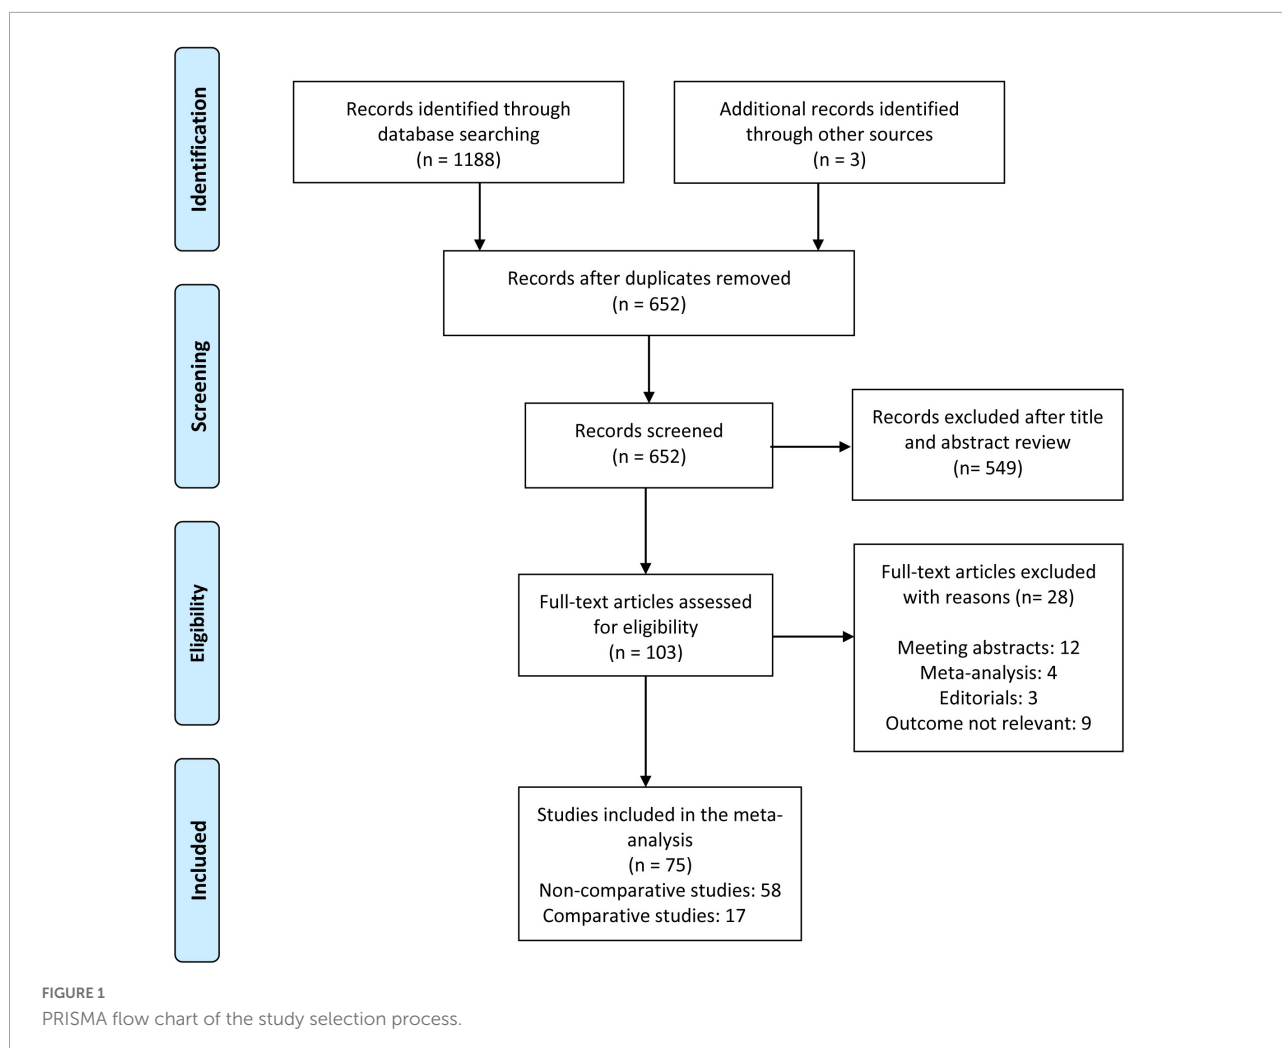 Identification
Records identified through
database searching
(n = 1188)
Additional records identified
through other sources
(n = 3)
Records after duplicates removed
(n = 652)
Screening
Records screened
(n = 652)
Records excluded after title
and abstract review
(n= 549)
Eligibility
Full-text articles assessed
for eligibility
(n = 103)
Full-text articles excluded
with reasons (n= 28)
Meeting abstracts: 12
Meta-analysis: 4
Editorials: 3
Outcome not relevant: 9
Included
Studies included in the meta-
analysis
(n = 75)
Non-comparative studies: 58
Comparative studies: 17
FIGURE 1
PRISMA flow chart of the study selection process.